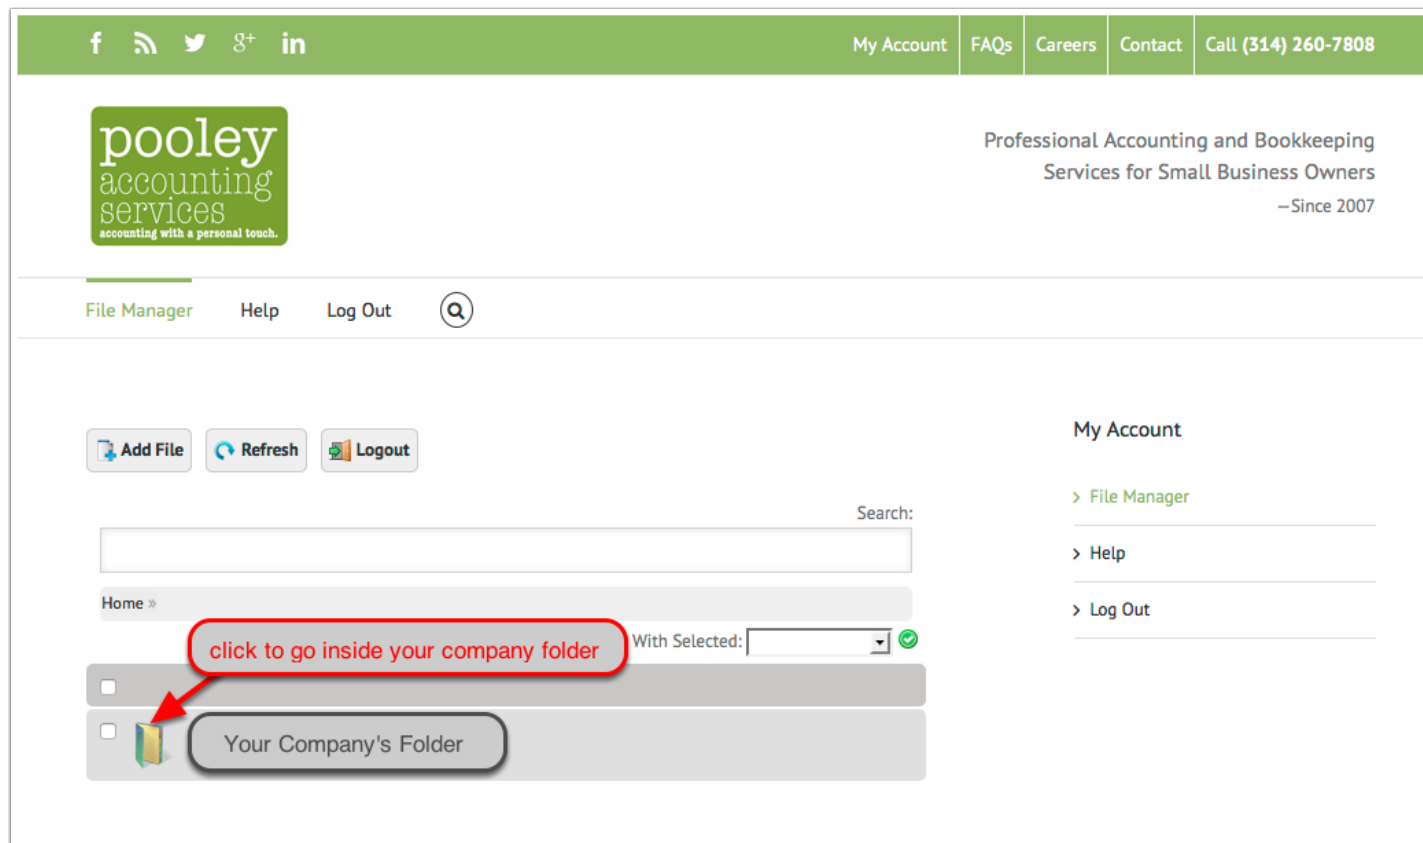 My Account
FAQs
Careers
Contact
Call (314) 260-7808
pooley
accounting
services
accounting with a personal touch.
Professional Accounting and Bookkeeping
Services for Small Business Owners
—Since 2007
File Manager
Help
Log Out
Add File
Refresh
Logout
Search:
Home »
With Selected:
click to go inside your company folder
Your Company's Folder
My Account
> File Manager
> Help
> Log Out